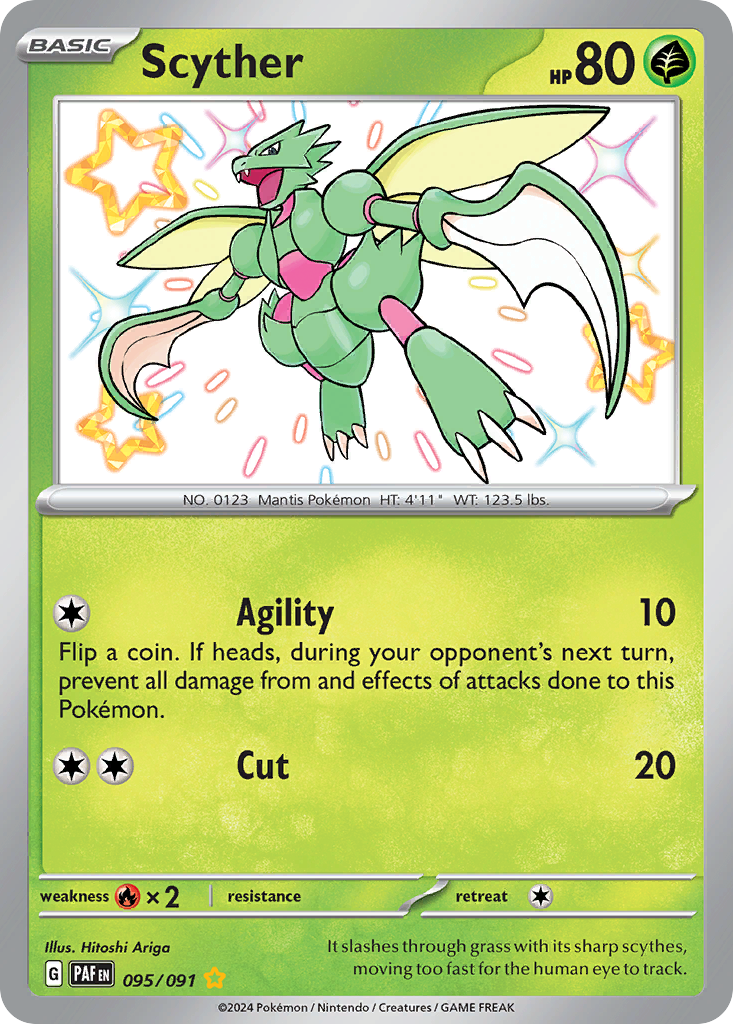 BASIC
Scyther
HP 80
NO. 0123 Mantis Pokémon HT: 4'11" WT: 123.5 lbs.
Agility 10
Flip a coin. If heads, during your opponent's next turn,
prevent all damage from and effects of attacks done to this
Pokémon.
Cut 20
weakness ×2 resistance retreat
Illus. Hitoshi Ariga
It slashes through grass with its sharp scythes,
moving too fast for the human eye to track.
G PAF EN 095/091
©2024 Pokémon / Nintendo / Creatures / GAME FREAK